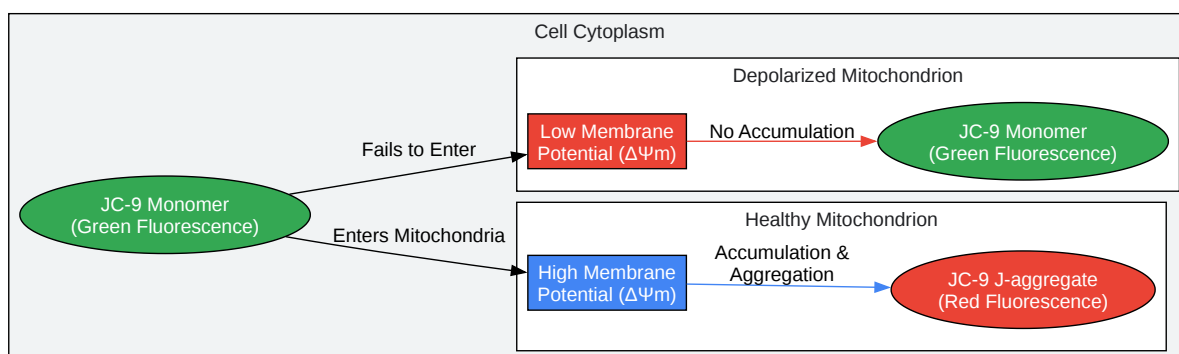 Cell Cytoplasm
Depolarized Mitochondrion
Low Membrane
Potential (ΔΨm)
No Accumulation
JC-9 Monomer
(Green Fluorescence)
Fails to Enter
JC-9 Monomer
(Green Fluorescence)
Enters Mitochondria
Healthy Mitochondrion
High Membrane
Potential (ΔΨm)
Accumulation &
Aggregation
JC-9 J-aggregate
(Red Fluorescence)